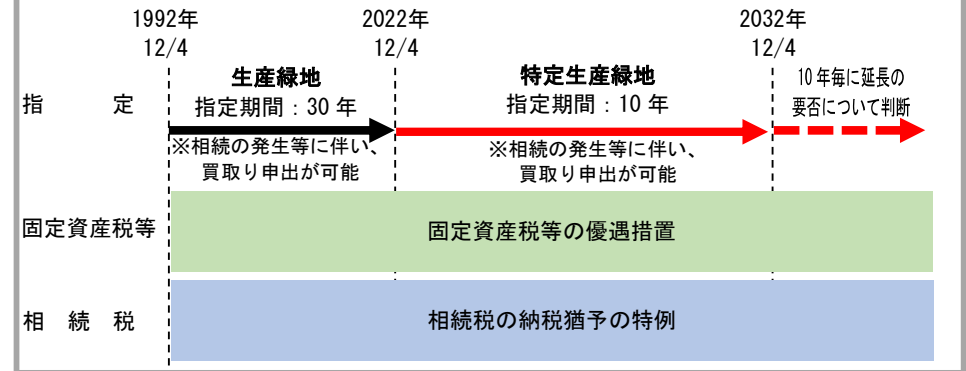 1992年
12/4
2022年
12/4
2032年
12/4
指定
生産緑地
指定期間：30 年
※相続の発生等に伴い、
買取り申出が可能
特定生産緑地
指定期間：10 年
※相続の発生等に伴い、
買取り申出が可能
10 年毎に延長の
要否について判断
固定資産税等
固定資産税等の優遇措置
相続税
相続税の納税猶予の特例